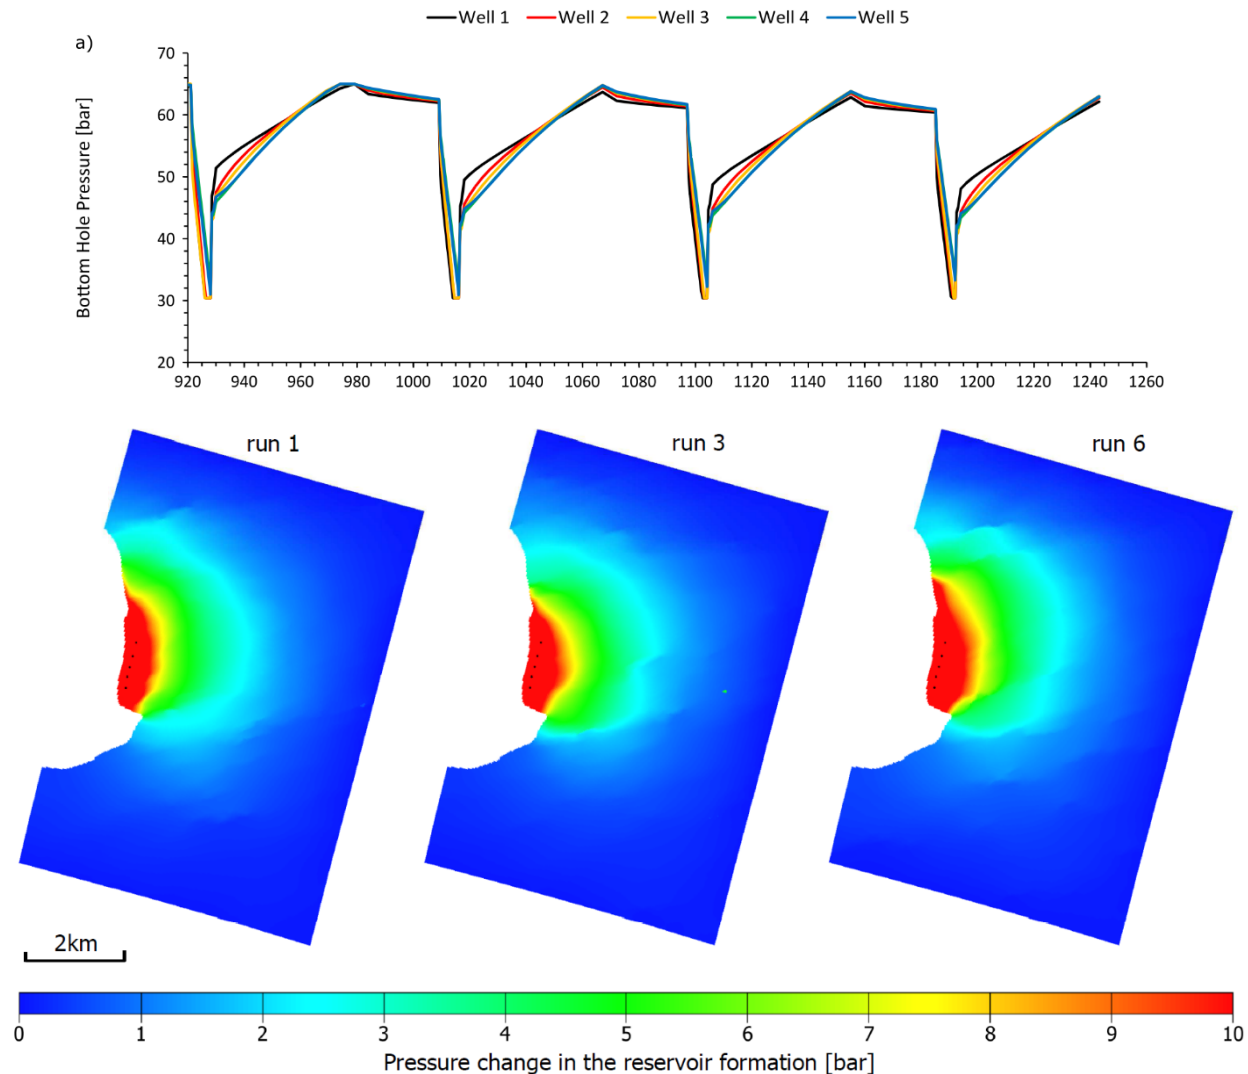 Well 1 Well 2 Well 3 Well 4 Well 5
a)
Bottom Hole Pressure [bar]
70
60
50
40
30
20
920 940 960 980 1000 1020 1040 1060 1080 1100 1120 1140 1160 1180 1200 1220 1240 1260
run 1 run 3 run 6
2km
0 1 2 3 4 5 6 7 8 9 10
Pressure change in the reservoir formation [bar]